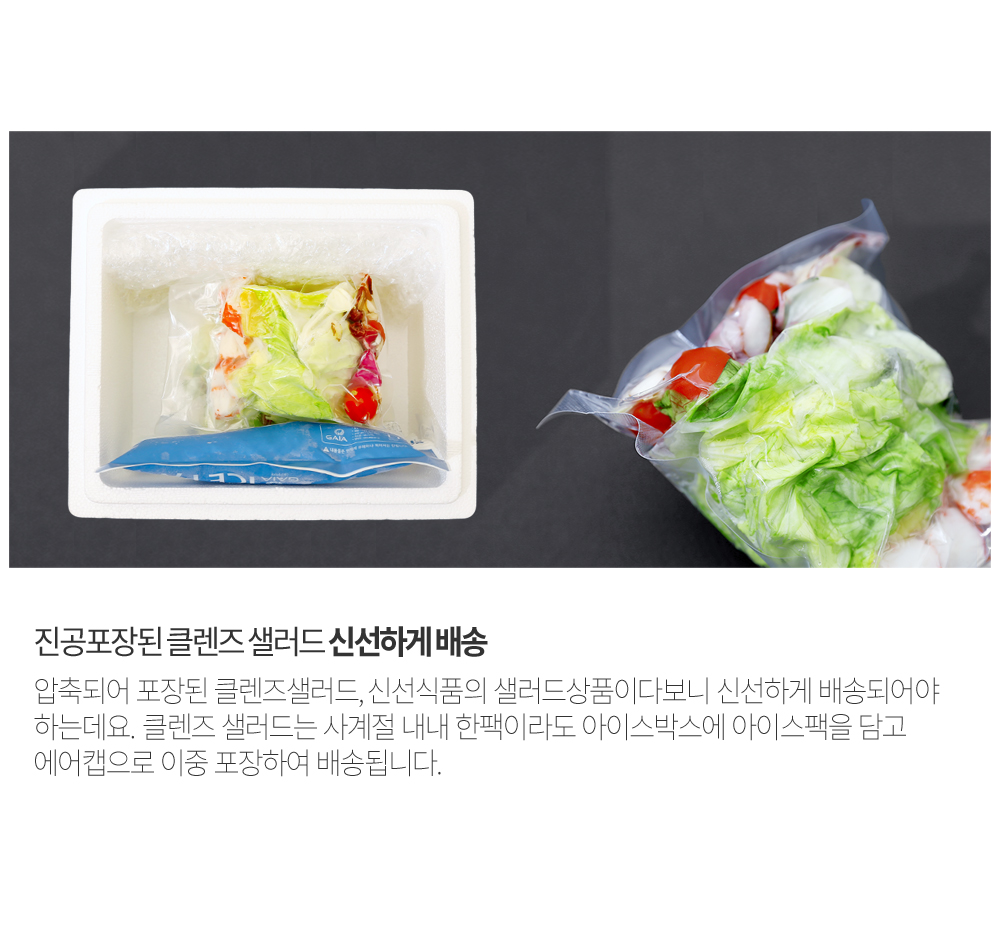 GAIA
진공포장된 클렌즈 샐러드 신선하게 배송
압축되어 포장된 클렌즈샐러드, 신선식품의 샐러드상품이다보니 신선하게 배송되어야
하는데요. 클렌즈 샐러드는 사계절 내내 한팩이라도 아이스박스에 아이스팩을 담고
에어캡으로 이중 포장하여 배송됩니다.